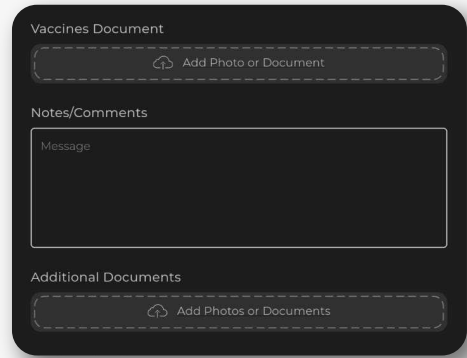 Vaccines Document
Add Photo or Document
Notes/Comments
Message
Additional Documents
Add Photos or Documents